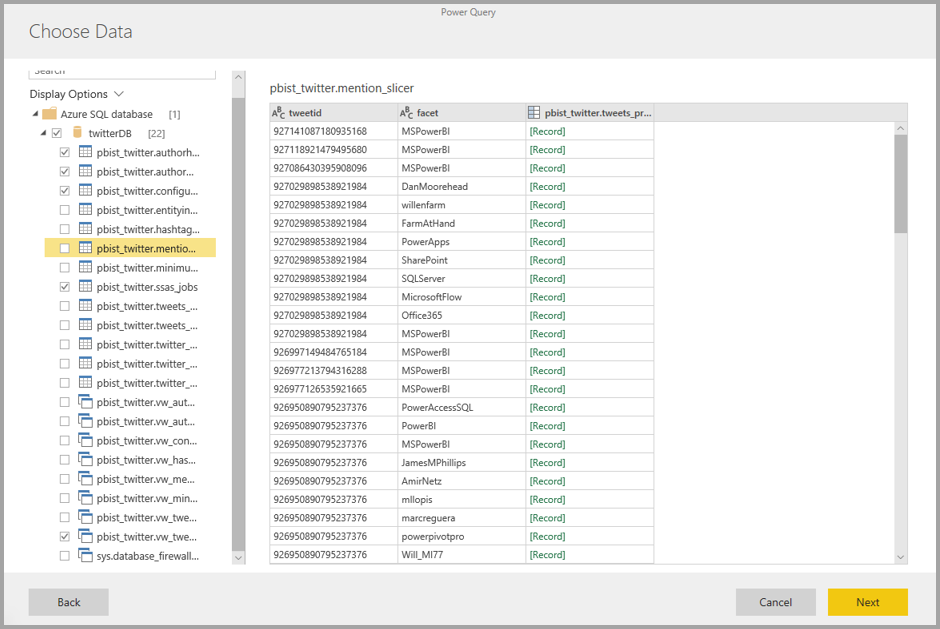 Power Query
Choose Data
Search
Display Options
Azure SQL database [1]
twitterDB [22]
pbist_twitter.authorh...
pbist_twitter.author...
pbist_twitter.configu...
pbist_twitter.entityin...
pbist_twitter.hashtag...
pbist_twitter.mentio...
pbist_twitter.minimu...
pbist_twitter.ssas_jobs
pbist_twitter.tweets_...
pbist_twitter.tweets_...
pbist_twitter.twitter_...
pbist_twitter.twitter_...
pbist_twitter.twitter_...
pbist_twitter.vw_aut...
pbist_twitter.vw_aut...
pbist_twitter.vw_con...
pbist_twitter.vw_has...
pbist_twitter.vw_me...
pbist_twitter.vw_min...
pbist_twitter.vw_twe...
pbist_twitter.vw_twe...
sys.database_firewall...
pbist_twitter.mention_slicer
ABC tweetid ABC facet pbist_twitter.tweets_pr...
927141087180935168 MSPowerBI [Record]
927118921479495680 MSPowerBI [Record]
927086430395908096 MSPowerBI [Record]
927029898538921984 DanMoorehead [Record]
927029898538921984 willenfarm [Record]
927029898538921984 FarmAtHand [Record]
927029898538921984 PowerApps [Record]
927029898538921984 SharePoint [Record]
927029898538921984 SQLServer [Record]
927029898538921984 MicrosoftFlow [Record]
927029898538921984 Office365 [Record]
927029898538921984 MSPowerBI [Record]
926997149484765184 MSPowerBI [Record]
926977213794316288 MSPowerBI [Record]
926977126535921665 MSPowerBI [Record]
926950890795237376 PowerAccessSQL [Record]
926950890795237376 PowerBI [Record]
926950890795237376 MSPowerBI [Record]
926950890795237376 JamesMPhillips [Record]
926950890795237376 AmirNetz [Record]
926950890795237376 mllopis [Record]
926950890795237376 marcreguera [Record]
926950890795237376 powerpivotpro [Record]
926950890795237376 Will_MI77 [Record]
Back Cancel Next